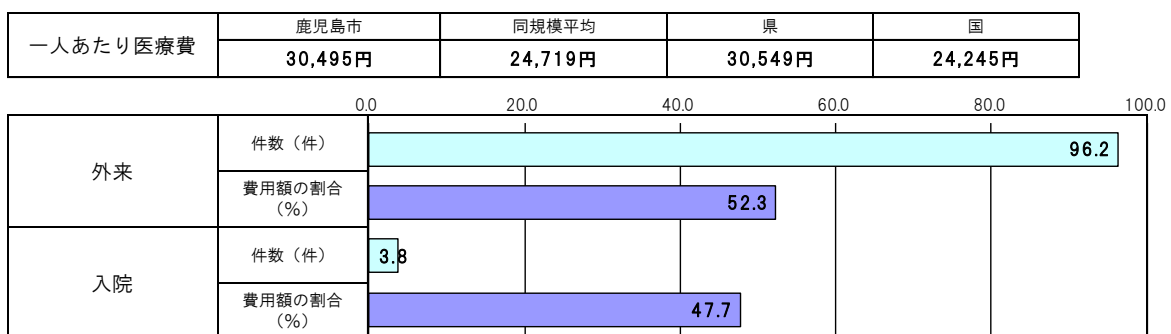 一人あたり医療費
鹿児島市 同規模平均 県 国
30,495円 24,719円 30,549円 24,245円
0.0 20.0 40.0 60.0 80.0 100.0
外来
件数（件） 96.2
費用額の割合
（%）
52.3
入院
件数（件） 3.8
費用額の割合
（%）
47.7